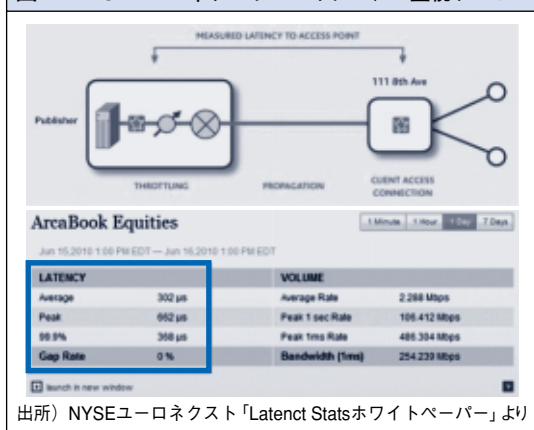 MEASURED LATENCY TO ACCESS POINT
111 8th Ave
Publisher
THROTTLING
PROPAGATION
CLIENT ACCESS
CONNECTION
ArcaBook Equities
1 Minute 1 Hour 1 Day 7 Days
Jun 15,2010 1:00 PM EDT — Jun 16,2010 1:00 PM EDT
LATENCY VOLUME
Average 302 μs Average Rate 2.288 Mbps
Peak 662 μs Peak 1 sec Rate 106.412 Mbps
99.9% 368 μs Peak 1ms Rate 486.304 Mbps
Gap Rate 0 % Bandwidth (1ms) 254.239 Mbps
launch in new window
出所）NYSEユーロネクスト「Latenct Statsホワイトペーパー」より